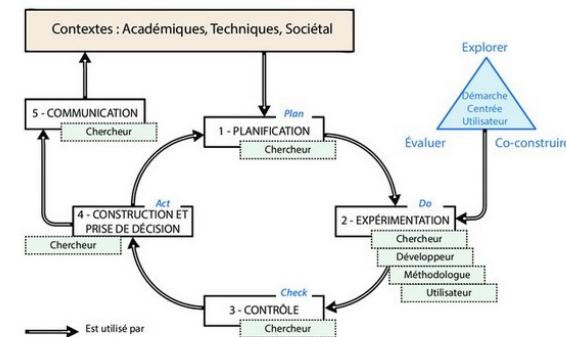 Contextes : Académiques, Techniques, Sociétal
Explorer
Démarche
Centrée
Utilisateur
Évaluer
Co-construire
5 - COMMUNICATION
Chercheur
Plan
1 - PLANIFICATION
Chercheur
Act
4 - CONSTRUCTION ET
PRISE DE DÉCISION
Chercheur
Do
2 - EXPÉRIMENTATION
Chercheur
Développeur
Méthodologue
Utilisateur
Check
3 - CONTRÔLE
Chercheur
Est utilisé par